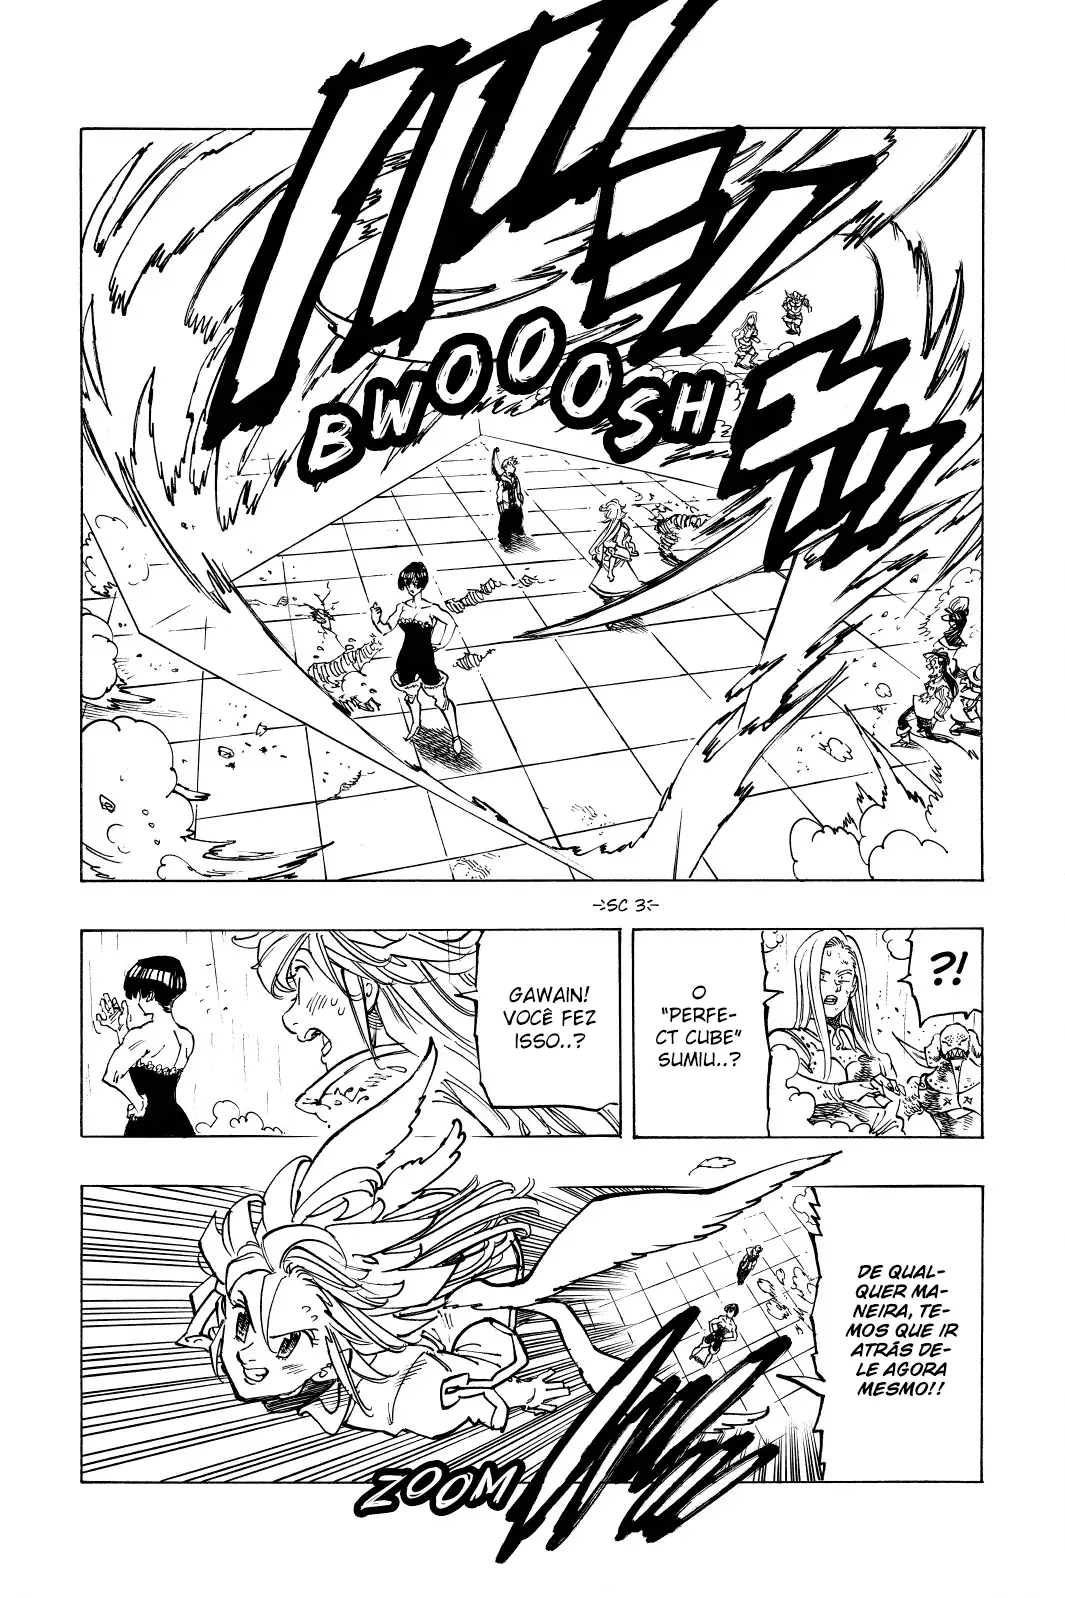 BWOOOOSH
SC 3
?!
O
"PERFE-
CT CUBE"
SUMIU..?
GAWAIN!
VOCÊ FEZ
ISSO..?
DE QUAL-
QUER MA-
NEIRA, TE-
MOS QUE IR
ATRÁS DE-
LE AGORA
MESMO!!
ZOOM